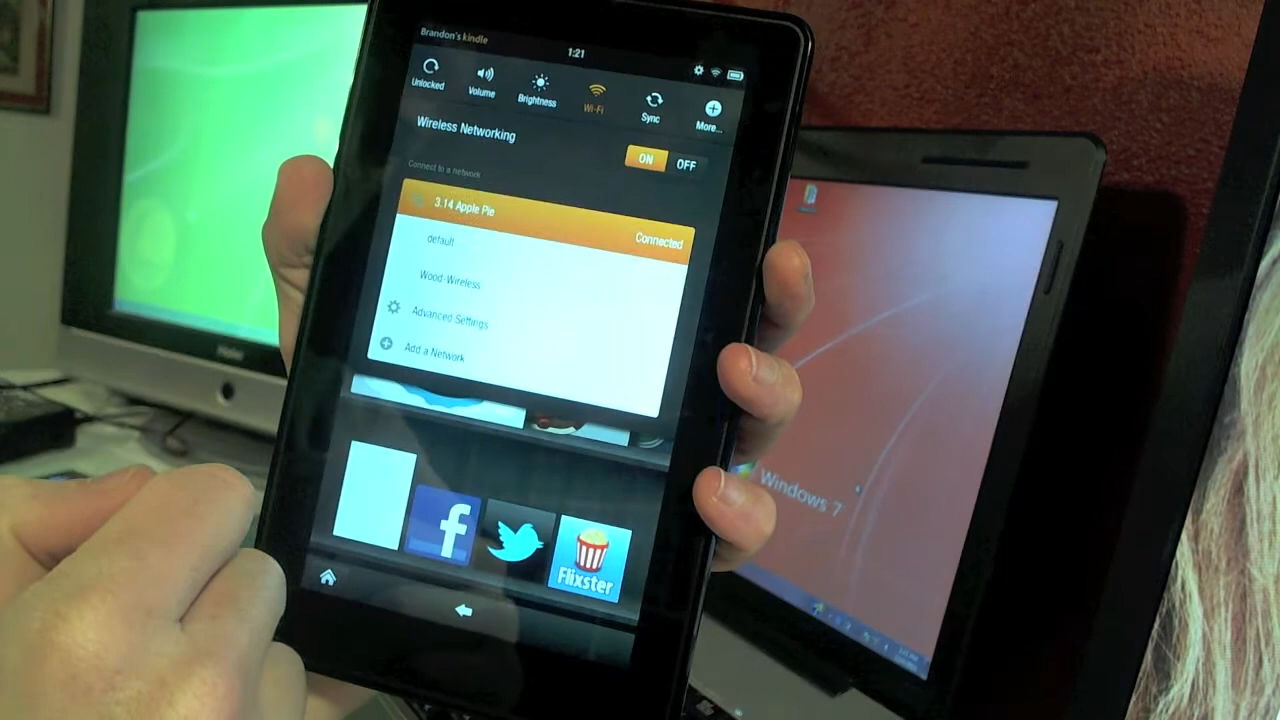 Brandon's kindle
1:21
Unlocked
Volume
Brightness
Wi-Fi
Sync
More...
Wireless Networking
ON OFF
Connect to a network
3.14 Apple Pie
Connected
default
Wood-Wireless
Advanced Settings
Add a Network
f
Flixster
Windows 7
Haier